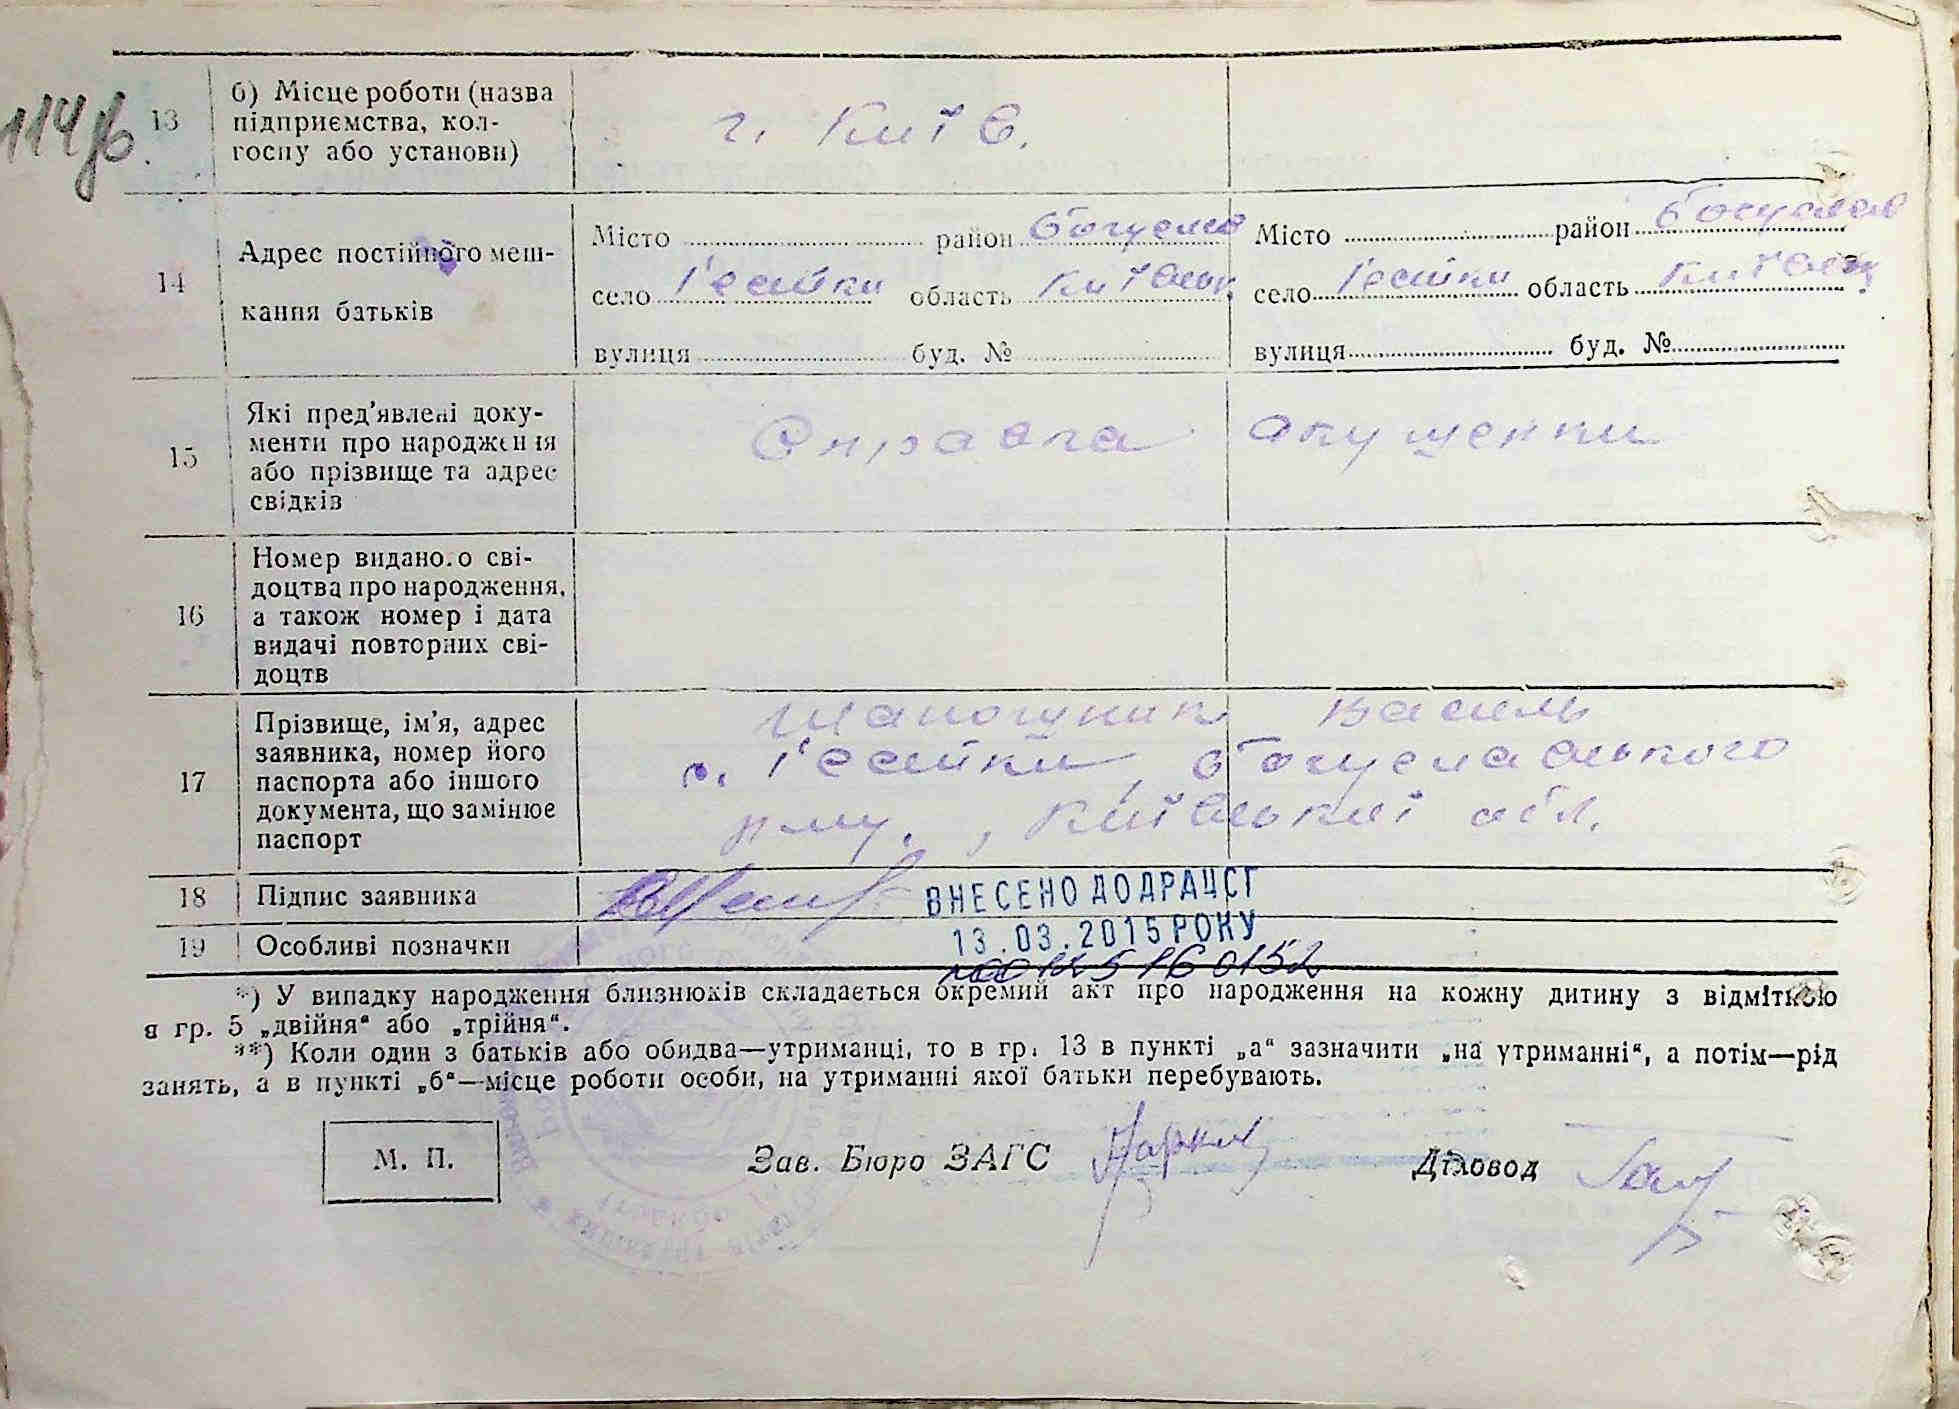 114 зв
13 б) Місце роботи (назва підприємства, кол-
госпу або установи)
г. Київ.
14 Адрес постійного меш-
кання батьків
Місто район Богуслав
село Гесийки область Київськ.
вулиця буд. №
Місто район Богуслав
село Гесийки область Київськ.
вулиця буд. №
15 Які пред'явлені доку-
менти про народження
або прізвище та адрес
свідків
Справка акушерки
16 Номер виданого сві-
доцтва про народження,
а також номер і дата
видачі повторних сві-
доцтв
17 Прізвище, ім'я, адрес
заявника, номер його
паспорта або іншого
документа, що замінює
паспорт
Василь
с. Гесийки, Богуславського
р-ну., Київської обл.
18 Підпис заявника
ВНЕСЕНО ДО ДРАЦСГ
19 Особливі позначки
13.03.2015 РОКУ
*) У випадку народження близнюків складається окремий акт про народження на кожну дитину з відміткою
в гр. 5 „двійня“ або „трійня“.
**) Коли один з батьків або обидва—утриманці, то в гр. 13 в пункті „а“ зазначити „на утриманні“, а потім—рід
занять, а в пункті „б“—місце роботи особи, на утриманні якої батьки перебувають.
М. П.
Зав. Бюро ЗАГС
Діловод